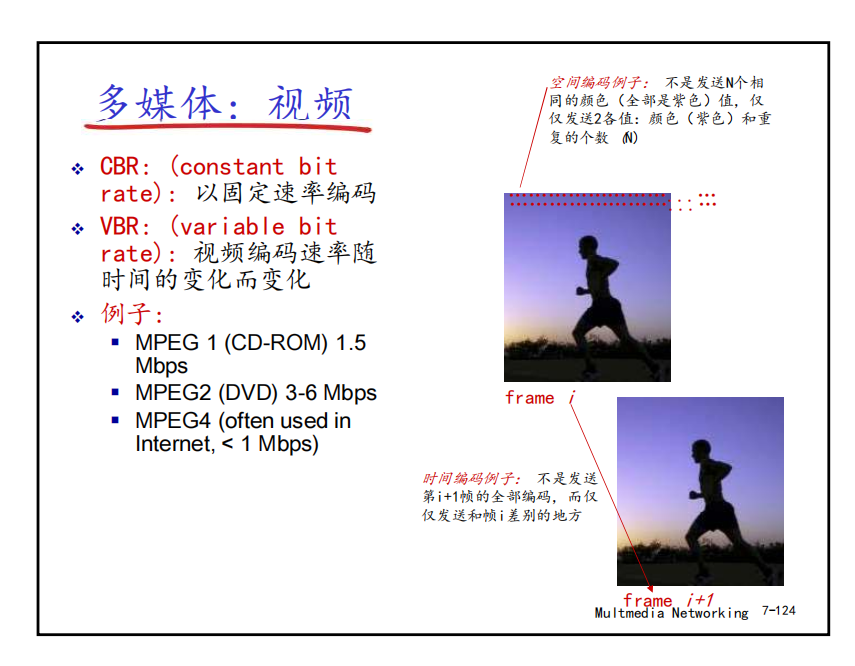 多媒体: 视频
CBR: (constant bit
rate): 以固定速率编码
VBR: (variable bit
rate): 视频编码速率随
时间的变化而变化
例子:
MPEG 1 (CD-ROM) 1.5
Mbps
MPEG2 (DVD) 3-6 Mbps
MPEG4 (often used in
Internet, < 1 Mbps)
空间编码例子: 不是发送N个相
同的颜色 (全部是紫色) 值, 仅
仅发送2各值: 颜色 (紫色) 和重
复的个数 (N)
frame i
时间编码例子: 不是发送
第i+1帧的全部编码, 而仅
仅发送和帧i差别的地方
frame i+1
Multmedia Networking 7-124